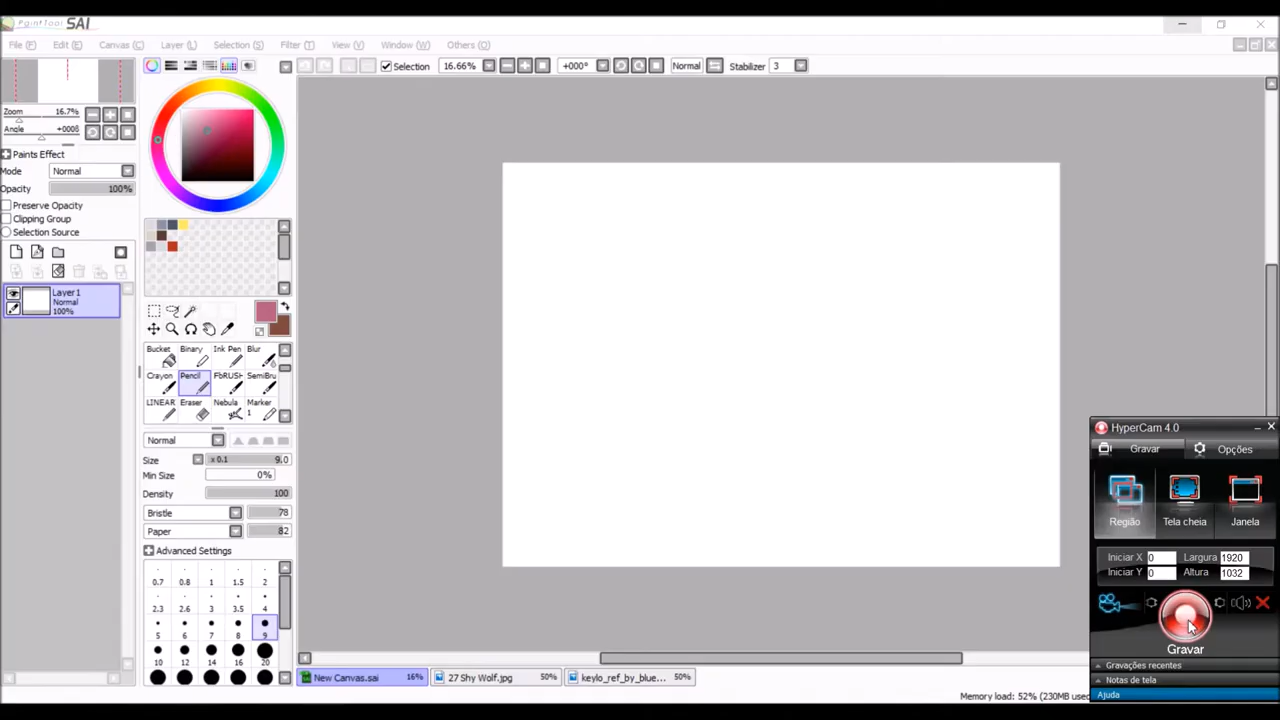 PaintTool SAI
File (F) Edit (E) Canvas (C) Layer (L) Selection (S) Filter (T) View (V) Window (W) Others (O)
Selection 16.66% +000° Normal Stabilizer 3
Zoom 16.7%
Angle +000β
Paints Effect
Mode Normal
Opacity 100%
Preserve Opacity
Clipping Group
Selection Source
Layer1
Normal
100%
Bucket Binary Ink Pen Blur
Crayon Pencil FbRUSH SemiBru
LINEAR Eraser Nebula Marker
1
Normal
Size x 0.1 9.0
Min Size 0%
Density 100
Bristle 78
Paper 82
Advanced Settings
0.7 0.8 1 1.5 2
2.3 2.6 3 3.5 4
5 6 7 8 9
10 12 14 16 20
New Canvas.sai 16% 27 Shy Wolf.jpg 50% keylo_ref_by_blue... 50%
Memory load: 52% (230MB used
HyperCam 4.0
Gravar Opções
Região Tela cheia Janela
Iniciar X 0 Largura 1920
Iniciar Y 0 Altura 1032
Gravar
Gravações recentes
Notas de tela
Ajuda